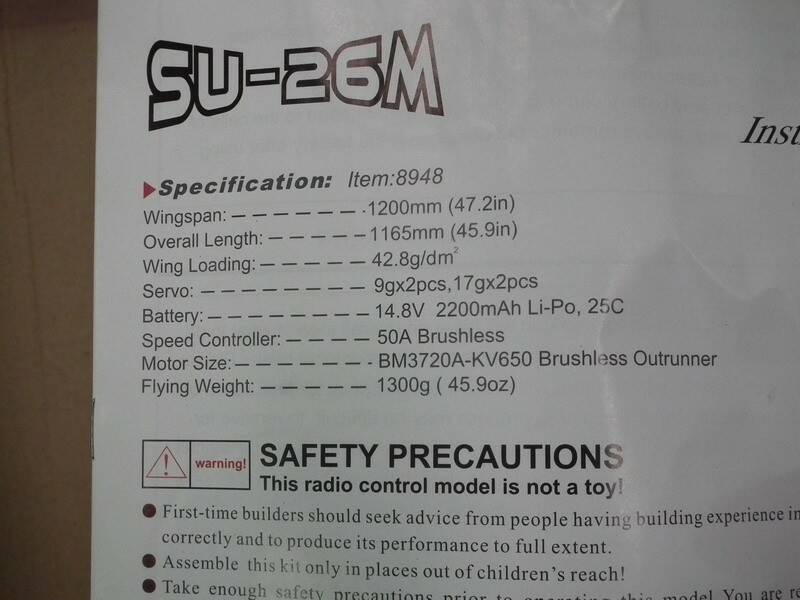 SU-26M
Inst
Specification: Item:8948
Wingspan: — — — — — — - 1200mm (47.2in)
Overall Length: — — — — — 1165mm (45.9in)
Wing Loading: — — — — — 42.8g/dm²
Servo: — — — — — — — — 9gx2pcs,17gx2pcs
Battery: — — — — — — — 14.8V 2200mAh Li-Po, 25C
Speed Controller: — — — — 50A Brushless
Motor Size: — — — — — — - BM3720A-KV650 Brushless Outrunner
Flying Weight: — — — — — 1300g ( 45.9oz)
warning! SAFETY PRECAUTIONS
This radio control model is not a toy!
● First-time builders should seek advice from people having building experience in
correctly and to produce its performance to full extent.
● Assemble this kit only in places out of children's reach!
● Take enough safety precautions prior to operating this model. You are re